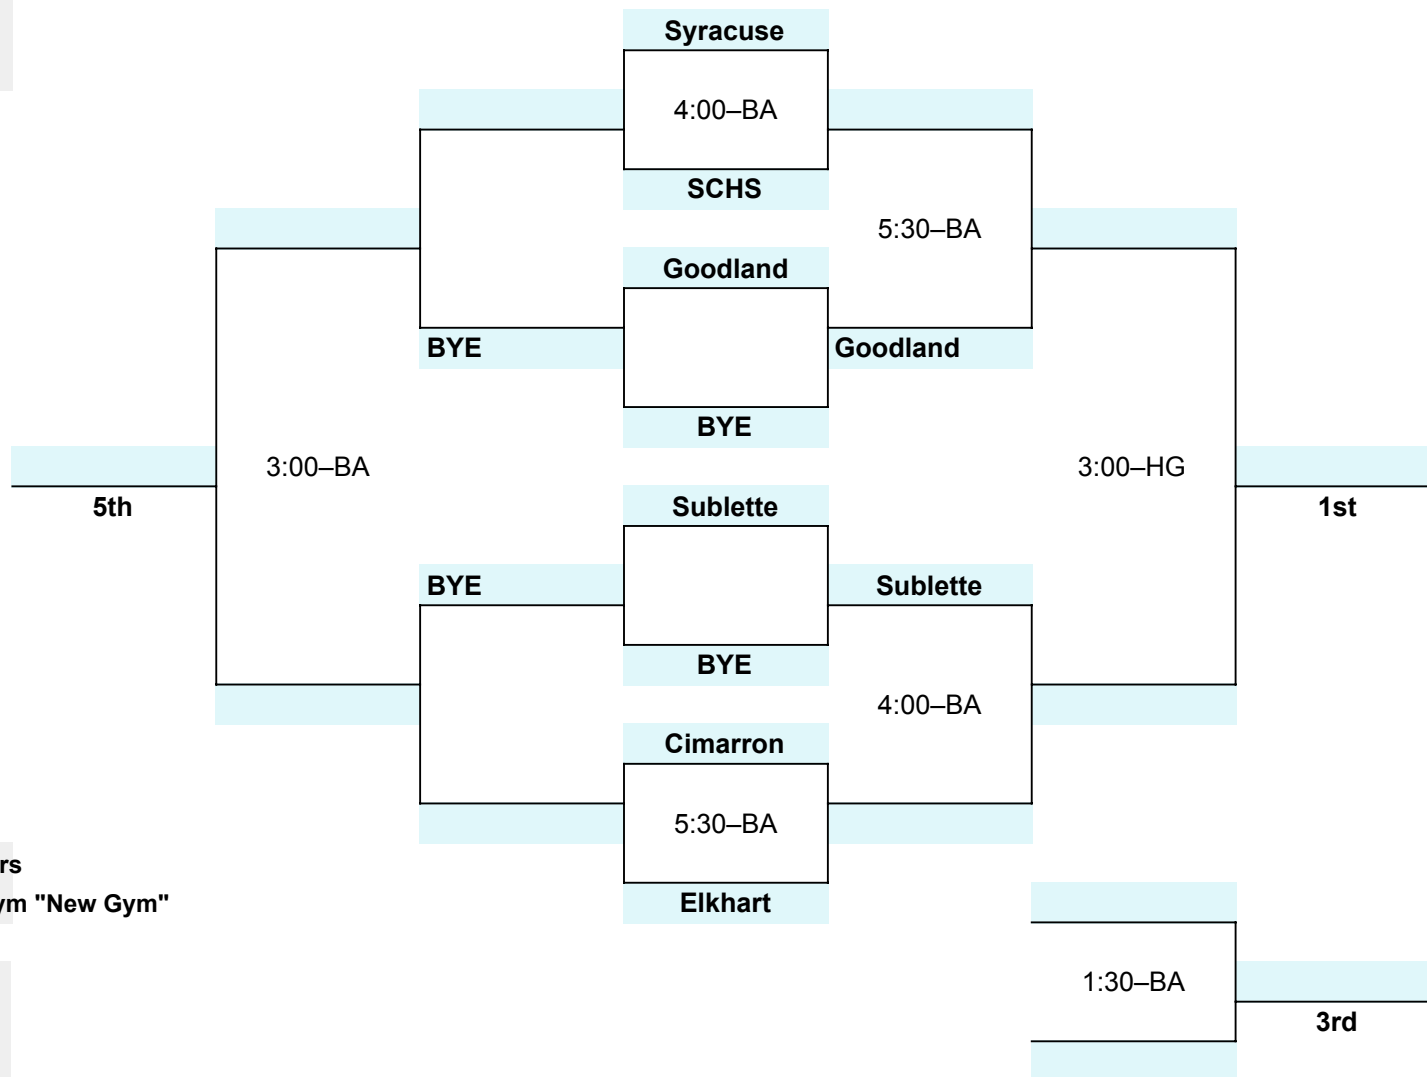 Syracuse
4:00–BA
SCHS
5:30–BA
Goodland
BYE
Goodland
BYE
3:00–BA
3:00–HG
5th
Sublette
1st
BYE
Sublette
BYE
4:00–BA
Cimarron
5:30–BA
rs
ym "New Gym"
Elkhart
1:30–BA
3rd